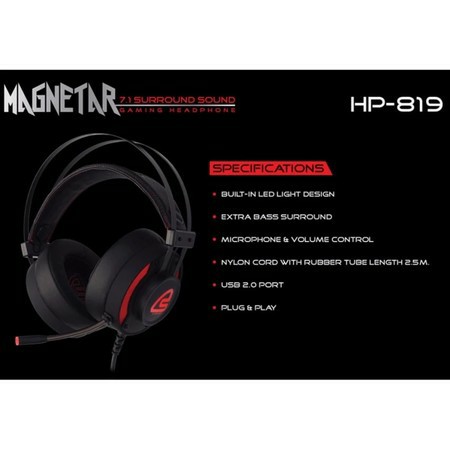 MAGNETAR
7.1 SURROUND SOUND
GAMING HEADPHONE
HP-819
SPECIFICATIONS
• BUILT-IN LED LIGHT DESIGN
• EXTRA BASS SURROUND
• MICROPHONE & VOLUME CONTROL
• NYLON CORD WITH RUBBER TUBE LENGTH 2.5 M.
• USB 2.0 PORT
• PLUG & PLAY